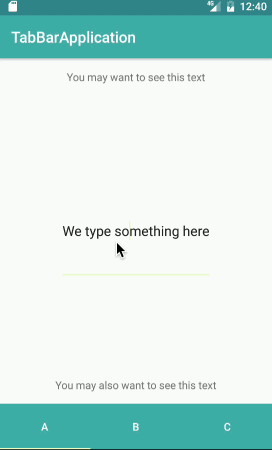 4G 12:40
TabBarApplication
You may want to see this text
We type something here
You may also want to see this text
A B C